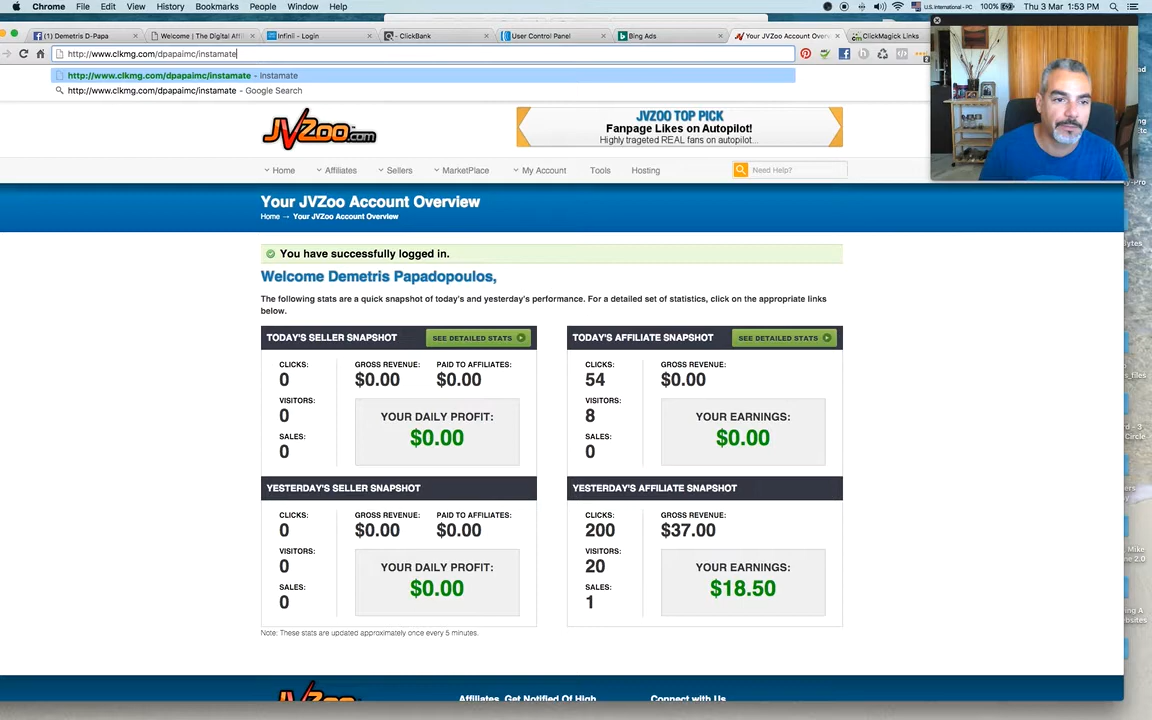 Chrome File Edit View History Bookmarks People Window Help
U.S. International - PC 100% Thu 3 Mar 1:53 PM
(1) Demetris D-Papa
Welcome | The Digital Affil
Infinii - Login
ClickBank
User Control Panel
Bing Ads
Your JVZoo Account Overv
ClickMagick Links
http://www.clkmg.com/dpapaimc/instamate
http://www.clkmg.com/dpapaimc/instamate - Instamate
http://www.clkmg.com/dpapaimc/instamate - Google Search
JVZoo.com
JVZOO TOP PICK
Fanpage Likes on Autopilot!
Highly trageted REAL fans on autopilot...
Home Affiliates Sellers MarketPlace My Account Tools Hosting Need Help?
Your JVZoo Account Overview
Home → Your JVZoo Account Overview
You have successfully logged in.
Welcome Demetris Papadopoulos,
The following stats are a quick snapshot of today's and yesterday's performance. For a detailed set of statistics, click on the appropriate links
below.
TODAY'S SELLER SNAPSHOT SEE DETAILED STATS
CLICKS: GROSS REVENUE: PAID TO AFFILIATES:
0 $0.00 $0.00
VISITORS:
0
YOUR DAILY PROFIT:
$0.00
SALES:
0
TODAY'S AFFILIATE SNAPSHOT SEE DETAILED STATS
CLICKS: GROSS REVENUE:
54 $0.00
VISITORS:
8
YOUR EARNINGS:
$0.00
SALES:
0
YESTERDAY'S SELLER SNAPSHOT
CLICKS: GROSS REVENUE: PAID TO AFFILIATES:
0 $0.00 $0.00
VISITORS:
0
YOUR DAILY PROFIT:
$0.00
SALES:
0
YESTERDAY'S AFFILIATE SNAPSHOT
CLICKS: GROSS REVENUE:
200 $37.00
VISITORS:
20
YOUR EARNINGS:
$18.50
SALES:
1
Note: These stats are updated approximately once every 5 minutes.
Affiliates, Get Notified Of High
Connect with Us